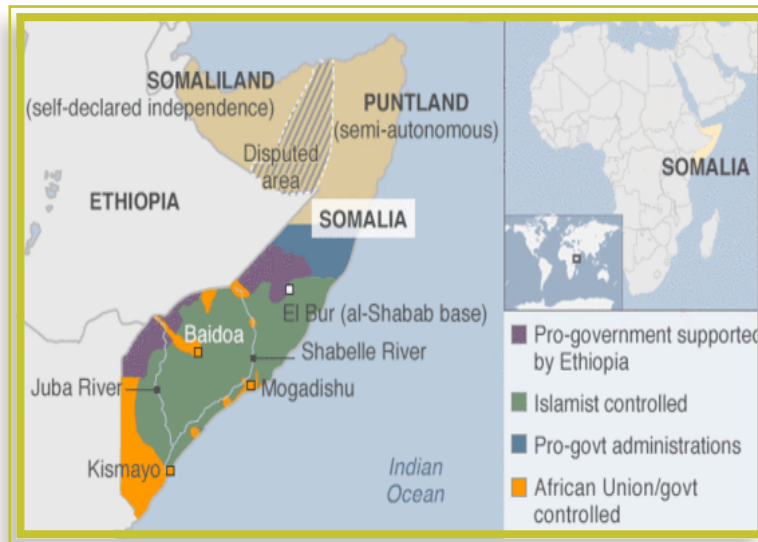 SOMALILAND
(self-declared independence)
PUNTLAND
(semi-autonomous)
Disputed
area
ETHIOPIA
SOMALIA
El Bur (al-Shabab base)
Baidoa
Shabelle River
Juba River
Mogadishu
Kismayo
Indian
Ocean
SOMALIA
Pro-government supported
by Ethiopia
Islamist controlled
Pro-govt administrations
African Union/govt
controlled